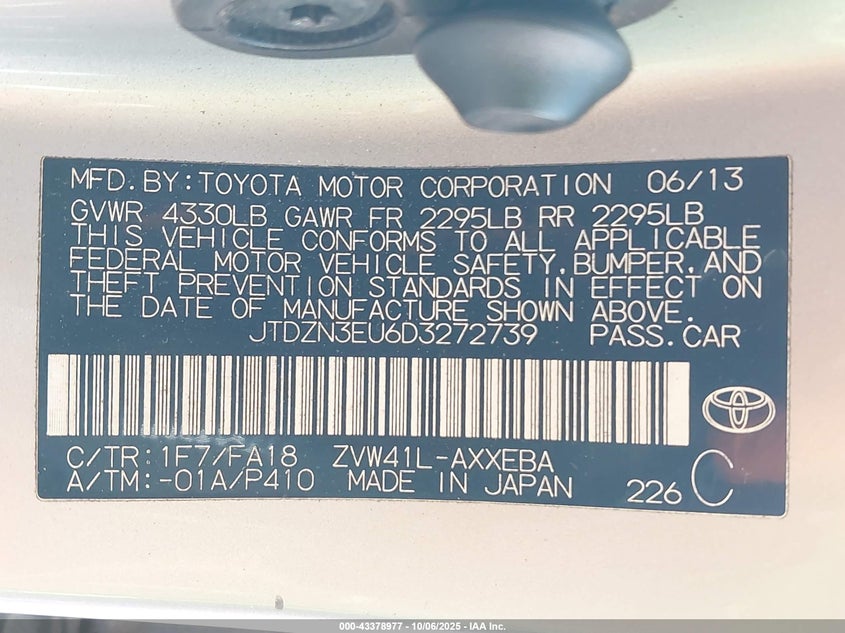 MFD.BY:TOYOTA MOTOR CORPORATION 06/13
GVWR 4330LB GAWR FR 2295LB RR 2295LB
THIS VEHICLE CONFORMS TO ALL APPLICABLE
FEDERAL MOTOR VEHICLE SAFETY,BUMPER,AND
THEFT PREVENTION STANDARDS IN EFFECT ON
THE DATE OF MANUFACTURE SHOWN ABOVE.
JTDZN3EU6D3272739 PASS.CAR
C/TR:1F7/FA18 ZVW41L-AXXEBA
A/TM:-01A/P410 MADE IN JAPAN 226 C
000-43378977 - 10/06/2025 - IAA Inc.